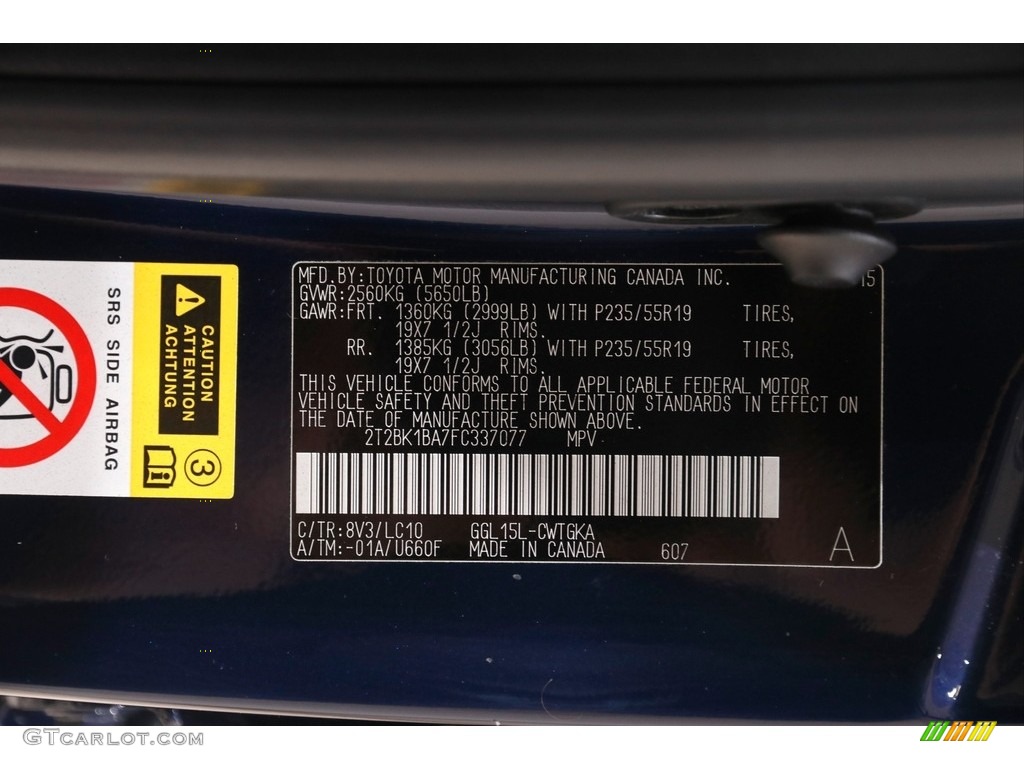 MFD.BY:TOYOTA MOTOR MANUFACTURING CANADA INC. 15
GVWR:2560KG (5650LB)
GAWR:FRT. 1360KG (2999LB) WITH P235/55R19 TIRES,
19X7 1/2J RIMS.
RR. 1385KG (3056LB) WITH P235/55R19 TIRES,
19X7 1/2J RIMS.
THIS VEHICLE CONFORMS TO ALL APPLICABLE FEDERAL MOTOR
VEHICLE SAFETY AND THEFT PREVENTION STANDARDS IN EFFECT ON
THE DATE OF MANUFACTURE SHOWN ABOVE.
2T2BK1BA7FC337077 MPV
C/TR:8V3/LC10 GGL15L-CWTGKA
A/TM:-01A/U660F MADE IN CANADA 607 A
CAUTION
ATTENTION
ACHTUNG
SRS SIDE AIRBAG
3
GTcarlot.com